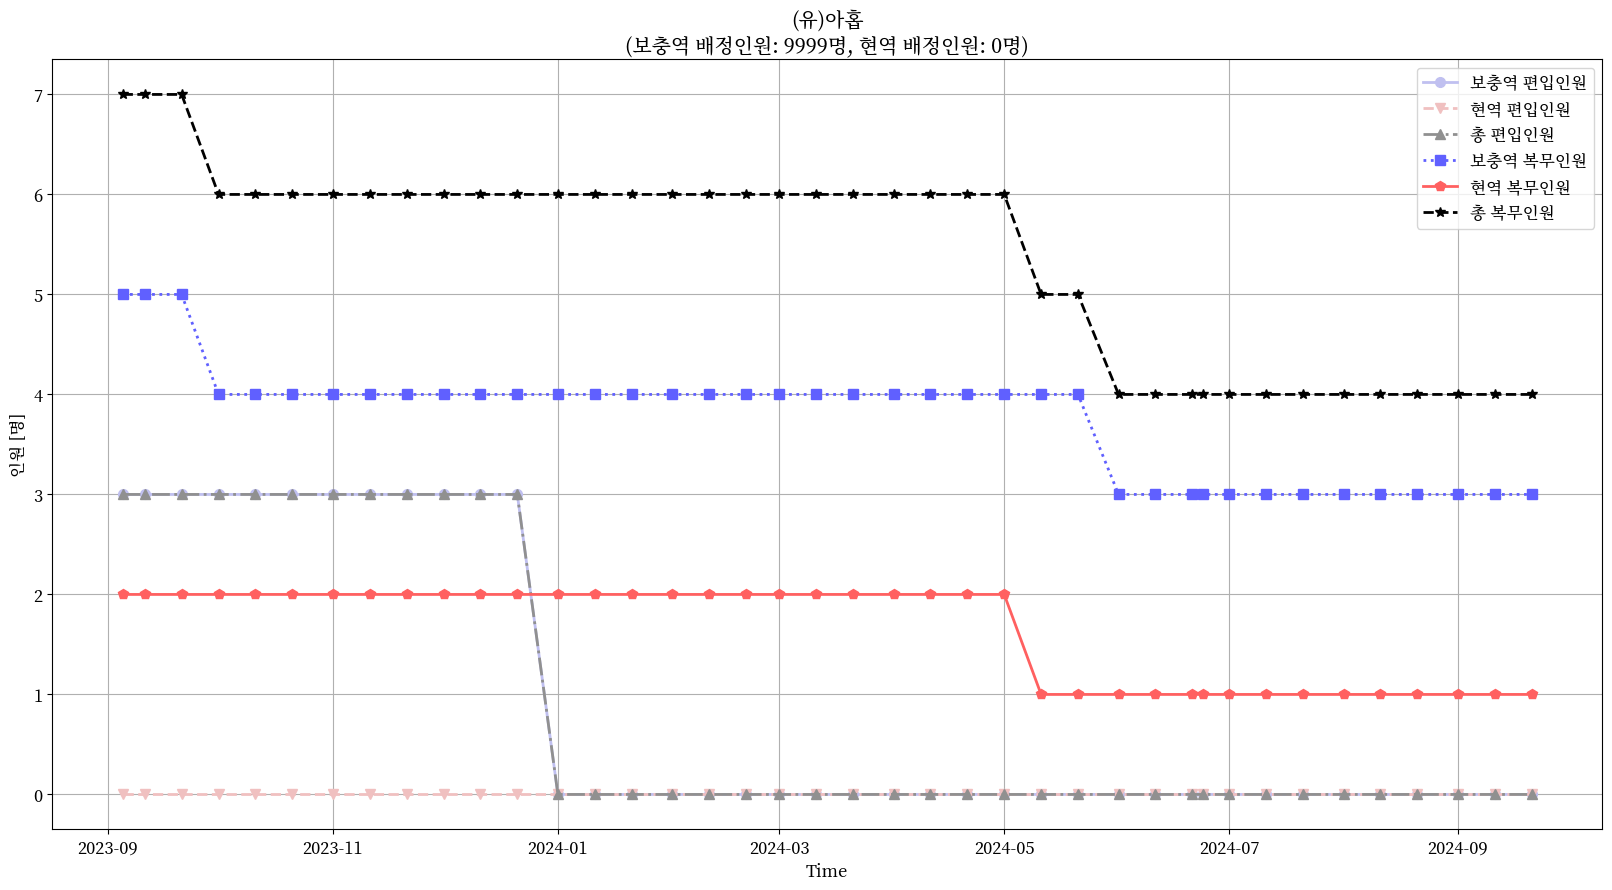 (유)아홉
(보충역 배정인원: 9999명, 현역 배정인원: 0명)
보충역 편입인원
현역 편입인원
총 편입인원
보충역 복무인원
현역 복무인원
총 복무인원
7
6
5
4
3
2
1
0
인원 [명]
2023-09
2023-11
2024-01
2024-03
2024-05
2024-07
2024-09
Time